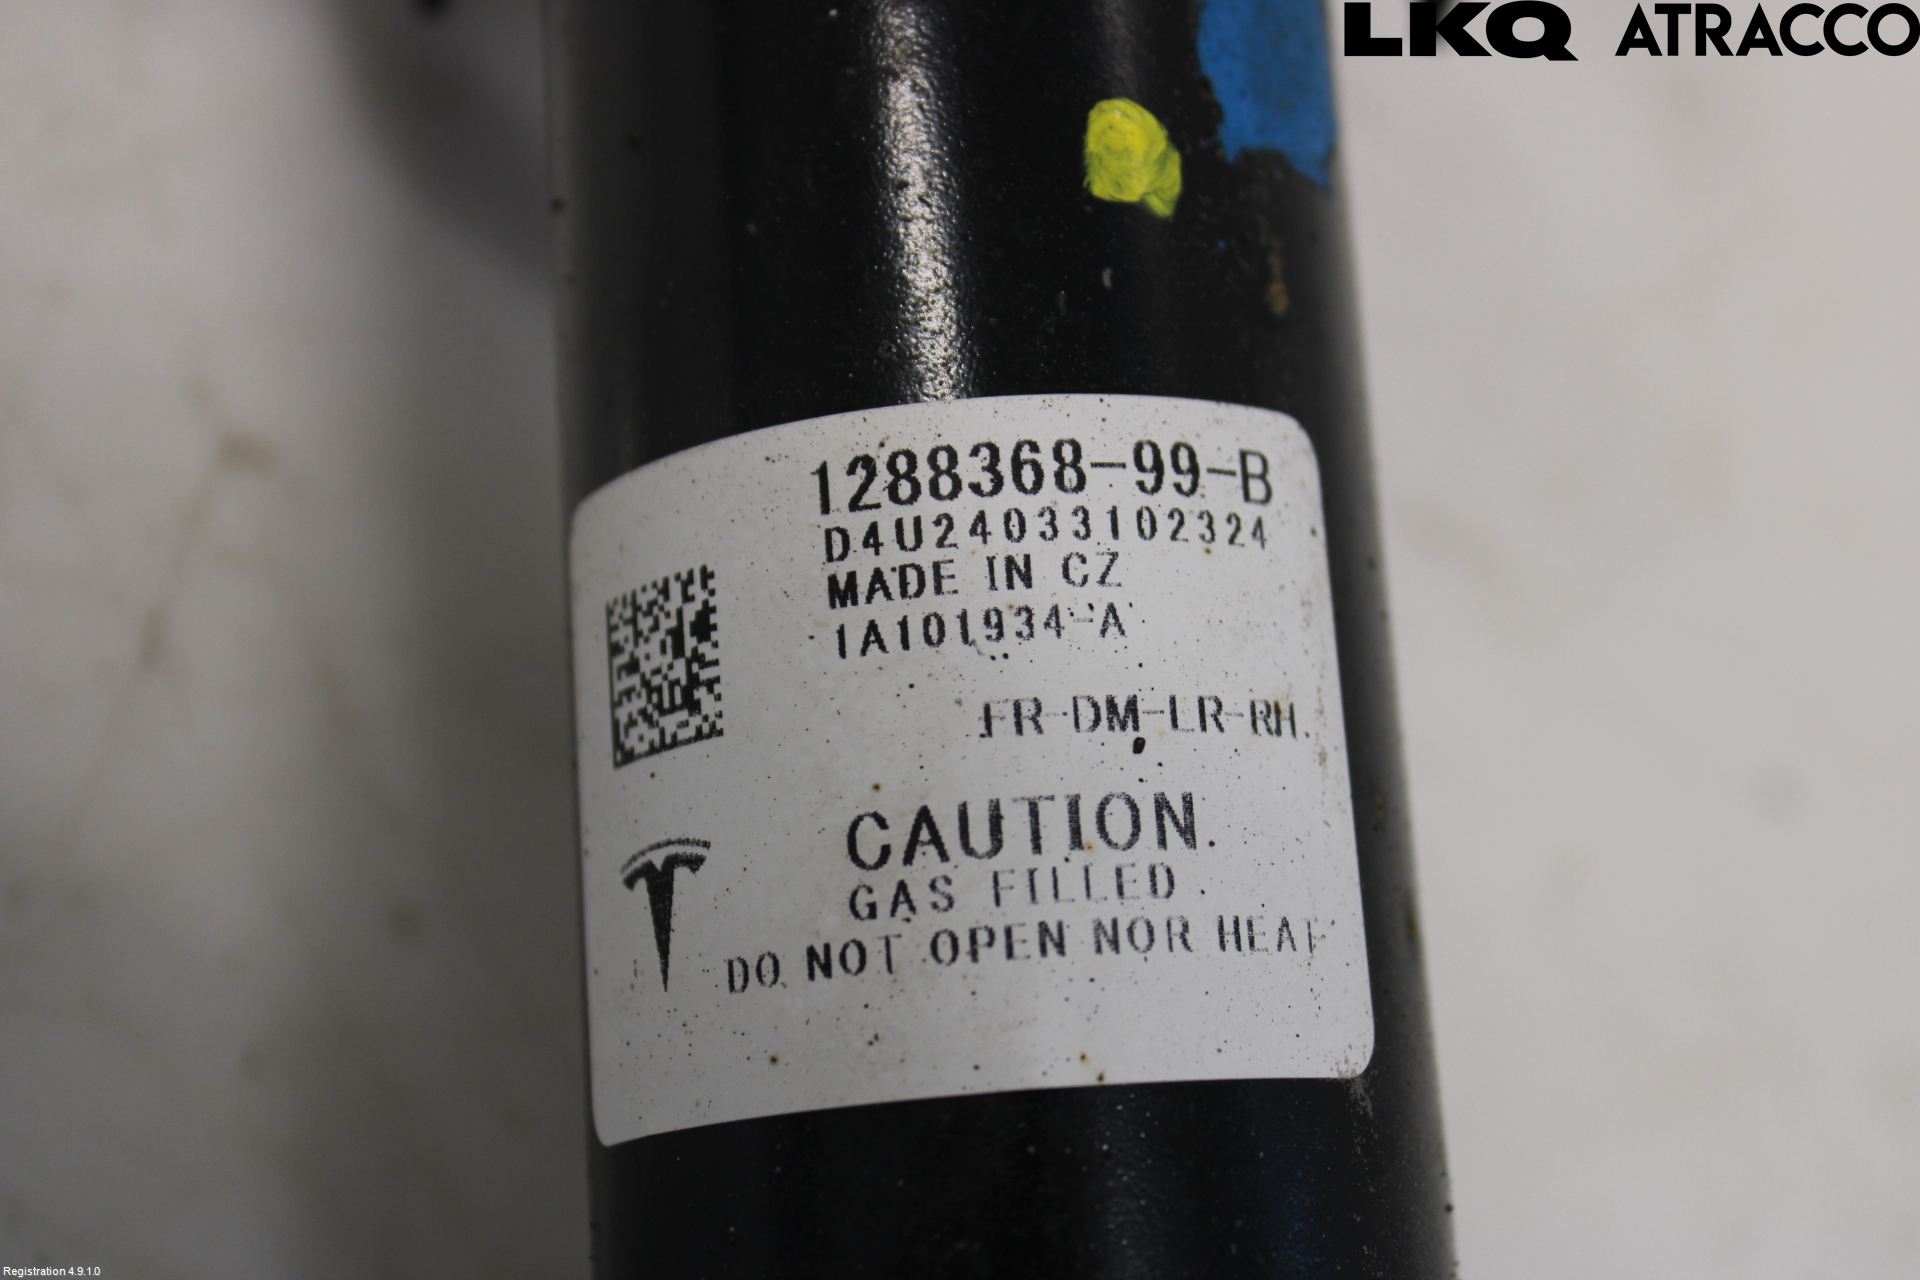 LKQ ATRACCO
1288368-99-B
D4U24033102324
MADE IN CZ
1A101934-A
FR-DM-LR-RH
CAUTION
GAS FILLED
DO NOT OPEN NOR HEAT
Registration 4.9.1.0